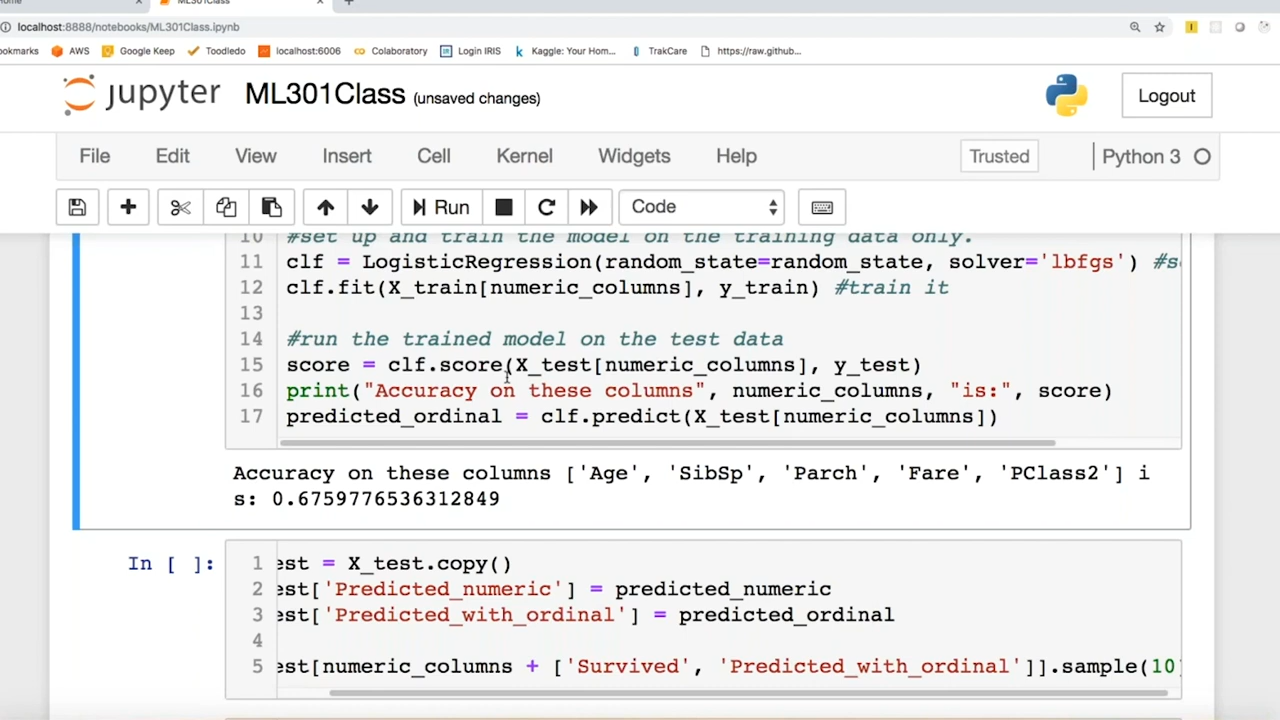 Home
ML301Class
localhost:8888/notebooks/ML301Class.ipynb
ookmarks AWS Google Keep Toodledo localhost:6006 Colaboratory Login IRIS Kaggle: Your Hom... TrakCare https://raw.github...
jupyter ML301Class (unsaved changes) Logout
File Edit View Insert Cell Kernel Widgets Help Trusted Python 3
Run Code
10 #set up and train the model on the training data only.
11 clf = LogisticRegression(random_state=random_state, solver='lbfgs') #s
12 clf.fit(X_train[numeric_columns], y_train) #train it
13
14 #run the trained model on the test data
15 score = clf.score(X_test[numeric_columns], y_test)
16 print("Accuracy on these columns", numeric_columns, "is:", score)
17 predicted_ordinal = clf.predict(X_test[numeric_columns])
Accuracy on these columns ['Age', 'SibSp', 'Parch', 'Fare', 'PClass2'] i
s: 0.6759776536312849
In [ ]:
1 est = X_test.copy()
2 est['Predicted_numeric'] = predicted_numeric
3 est['Predicted_with_ordinal'] = predicted_ordinal
4
5 est[numeric_columns + ['Survived', 'Predicted_with_ordinal']].sample(10